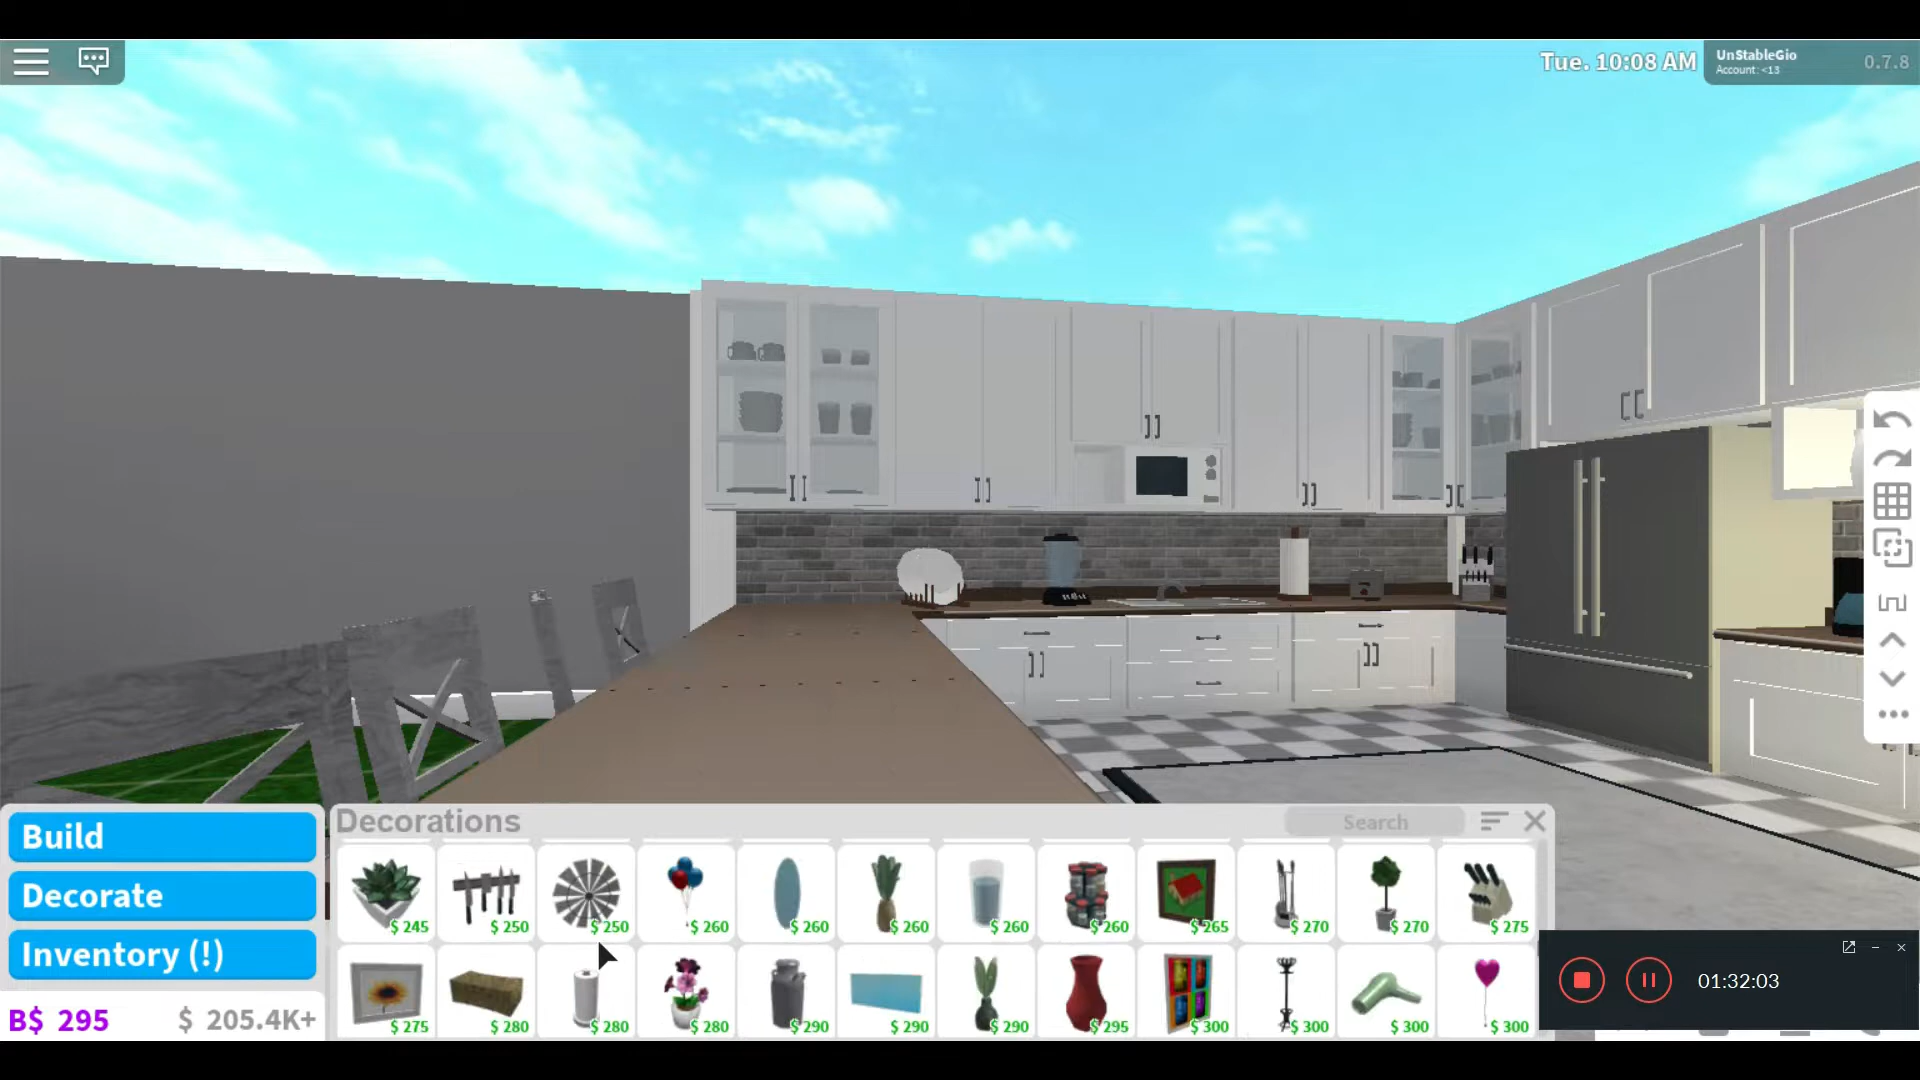 Tue. 10:08 AM
UnStableGio
Account: <13
0.7.8
Build
Decorate
Inventory (!)
B$ 295
$ 205.4K+
Decorations
Search
$ 245
$ 250
$ 250
$ 260
$ 260
$ 260
$ 260
$ 260
$ 265
$ 270
$ 270
$ 275
$ 275
$ 280
$ 280
$ 280
$ 290
$ 290
$ 290
$ 295
$ 300
$ 300
$ 300
$ 300
01:32:03